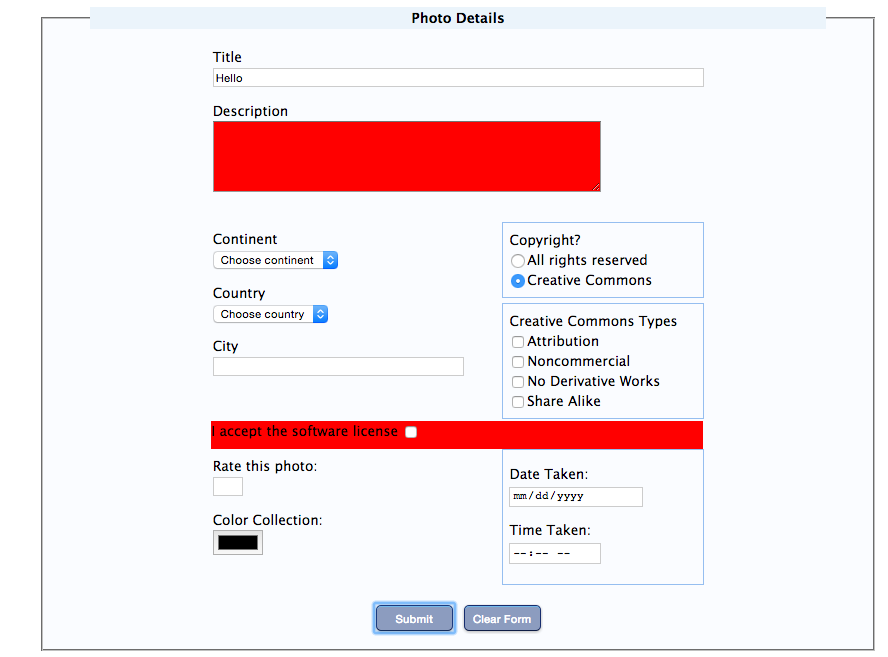 Photo Details
Title
Hello
Description
Continent
Choose continent
Country
Choose country
City
Copyright?
All rights reserved
Creative Commons
Creative Commons Types
Attribution
Noncommercial
No Derivative Works
Share Alike
I accept the software license
Rate this photo:
Color Collection:
Date Taken:
mm/dd/yyyy
Time Taken:
--:-- --
Submit
Clear Form